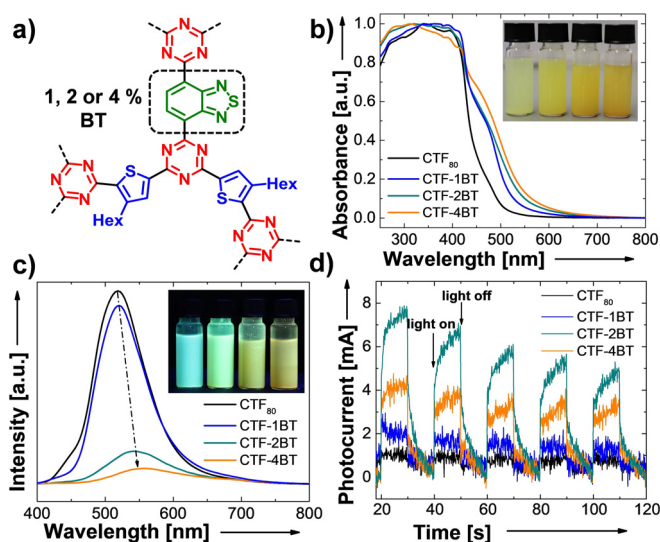 a)
1, 2 or 4 %
BT
N N
N
N
S
N
N N
N
S
Hex
S
Hex
N N
N
N N
N
N N
N
b)
Absorbance [a.u.]
1.0
0.8
0.6
0.4
0.2
0.0
CTF80
CTF-1BT
CTF-2BT
CTF-4BT
300 400 500 600 700 800
Wavelength [nm]
c)
Intensity [a.u.]
CTF80
CTF-1BT
CTF-2BT
CTF-4BT
400 500 600 700 800
Wavelength [nm]
d)
Photocurrent [mA]
8
6
4
2
0
light on
light off
CTF80
CTF-1BT
CTF-2BT
CTF-4BT
20 40 60 80 100 120
Time [s]